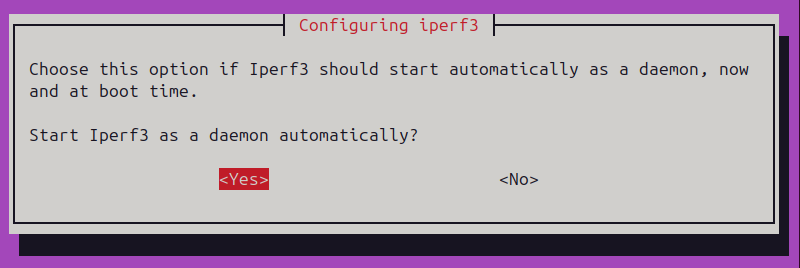 Configuring iperf3
Choose this option if Iperf3 should start automatically as a daemon, now
and at boot time.
Start Iperf3 as a daemon automatically?
<Yes> <No>